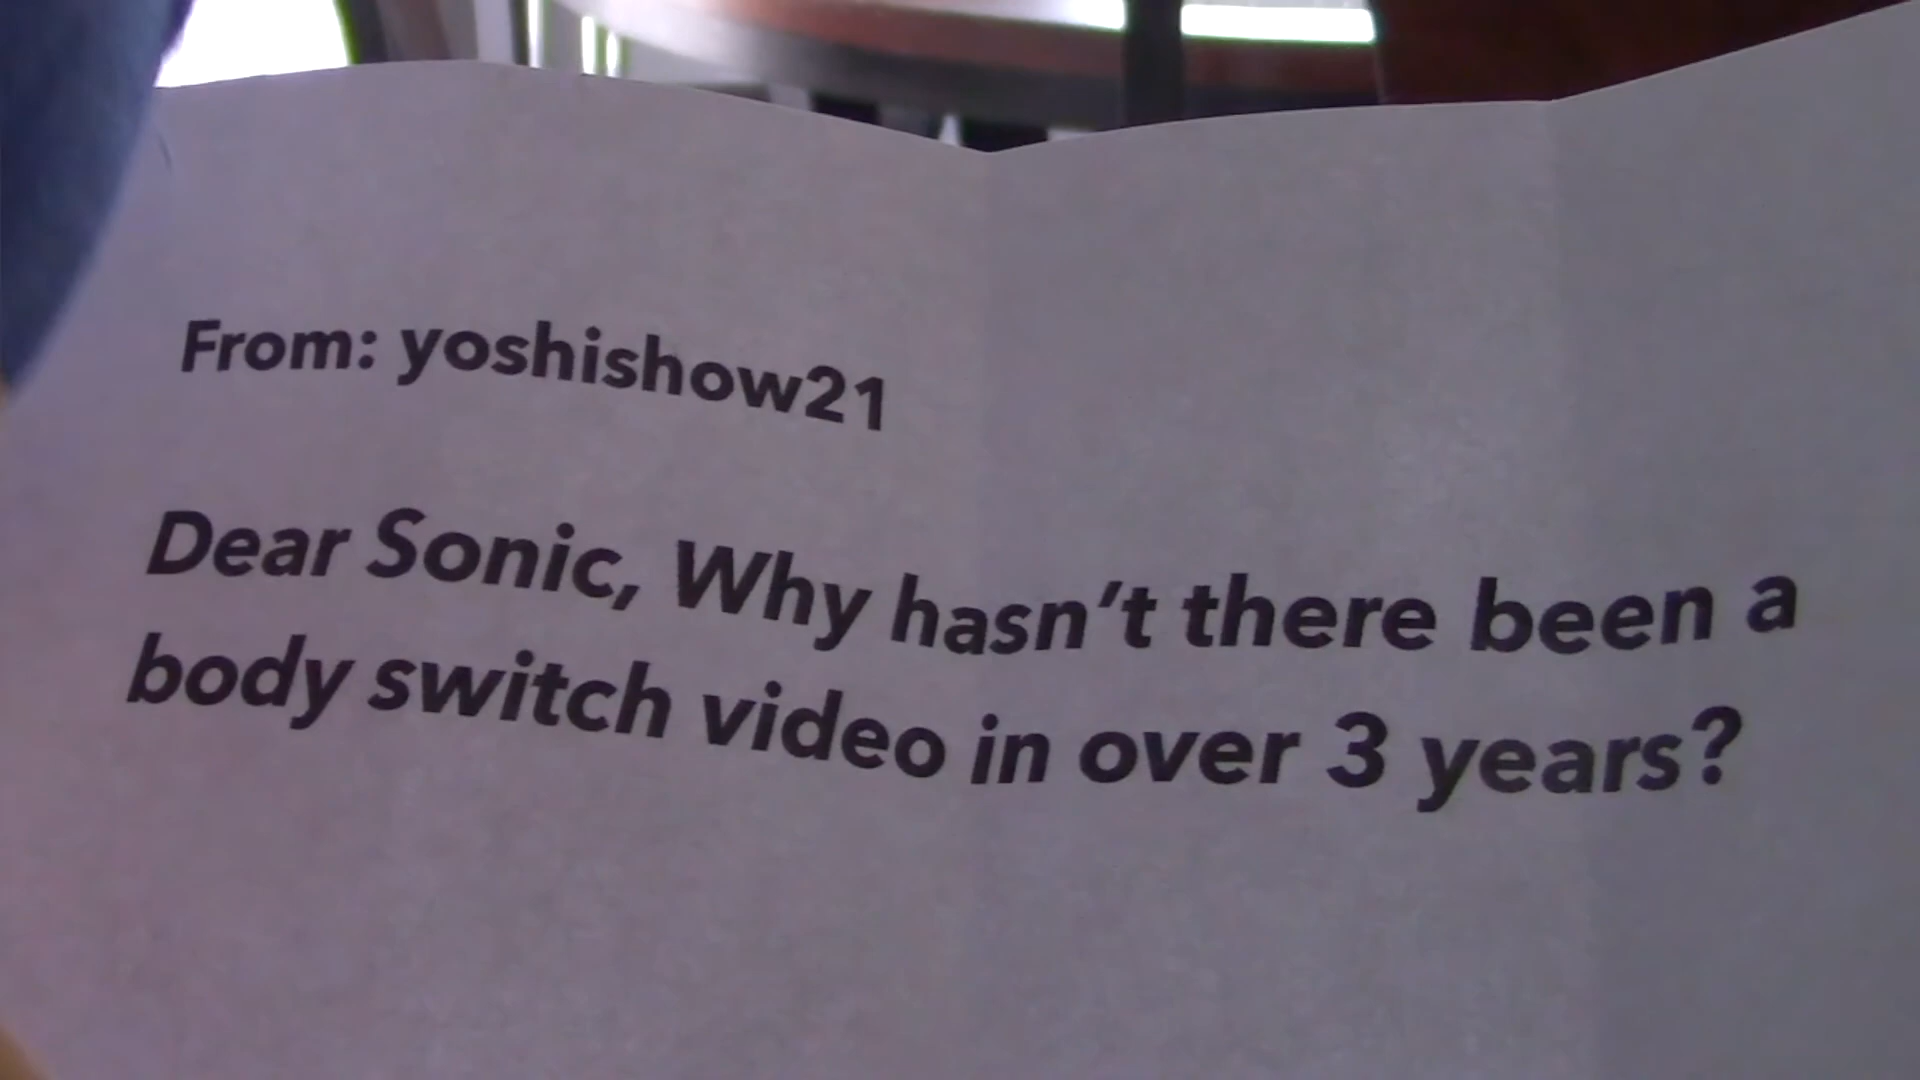 From: yoshishow21
Dear Sonic, Why hasn't there been a
body switch video in over 3 years?